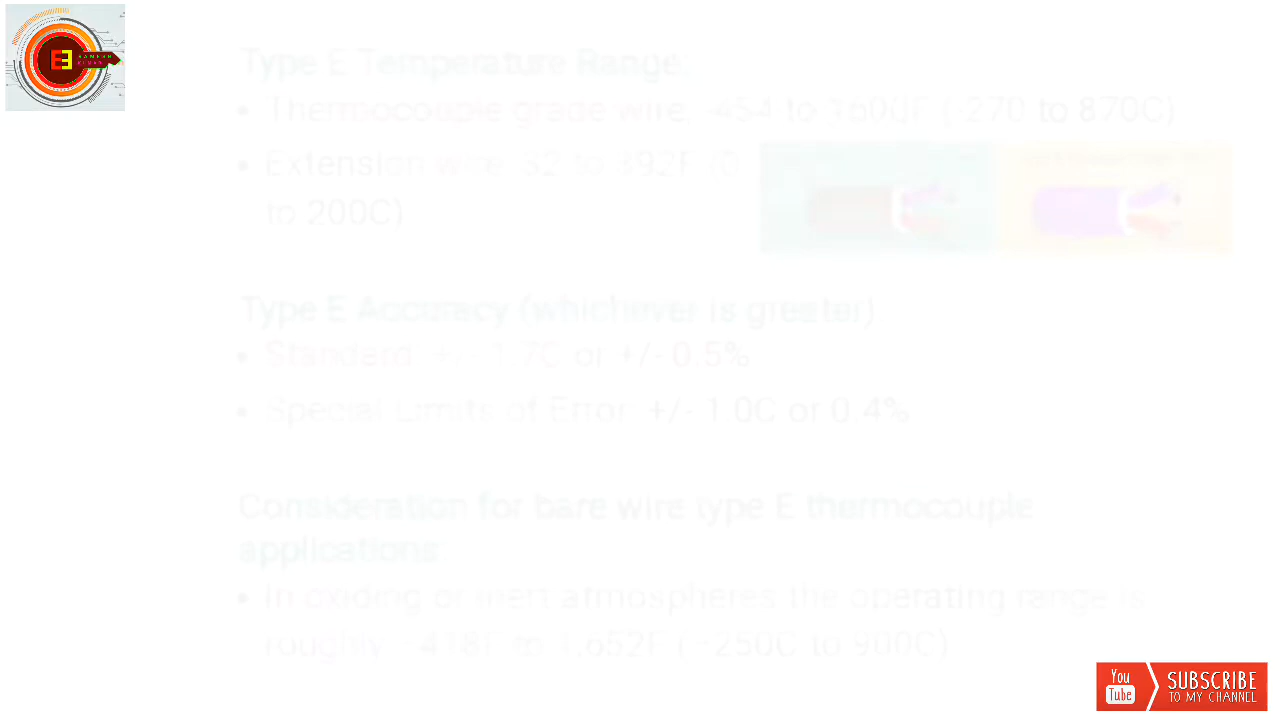 EE RAMESH
KUMAR
Type E Temperature Range,
• Thermocouple grade wire, -454 to 1600F (-270 to 870C)
• Extension wire 32 to 392F (0
to 200C)
Type E Accuracy (whichever is greater)
• Standard +/- 1.7C or +/- 0.5%
• Special Limits of Error +/- 1.0C or 0.4%
Consideration for bare wire type E thermocouple
applications
• In oxiding or inert atmospheres the operating range is
roughly 418F to 1,652F (-250C to 900C)
You
Tube
SUBSCRIBE
TO MY CHANNEL